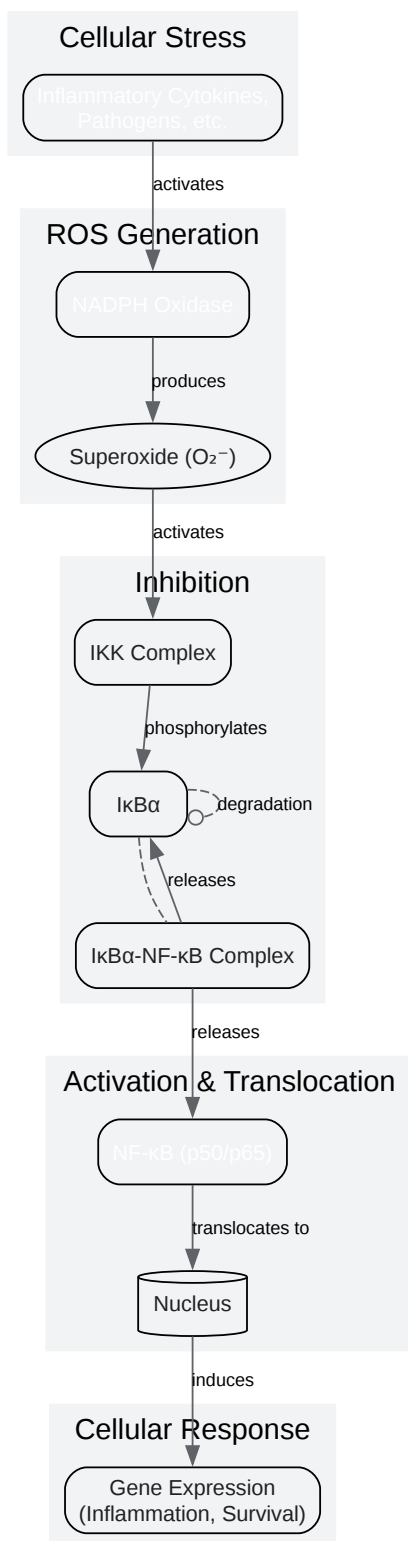 Cellular Stress
Inflammatory Cytokines,
Pathogens, etc.
activates
ROS Generation
NADPH Oxidase
produces
Superoxide (O₂⁻)
activates
Inhibition
IKK Complex
phosphorylates
IκBα
degradation
releases
IκBα-NF-κB Complex
releases
Activation & Translocation
NF-κB (p50/p65)
translocates to
Nucleus
induces
Cellular Response
Gene Expression
(Inflammation, Survival)